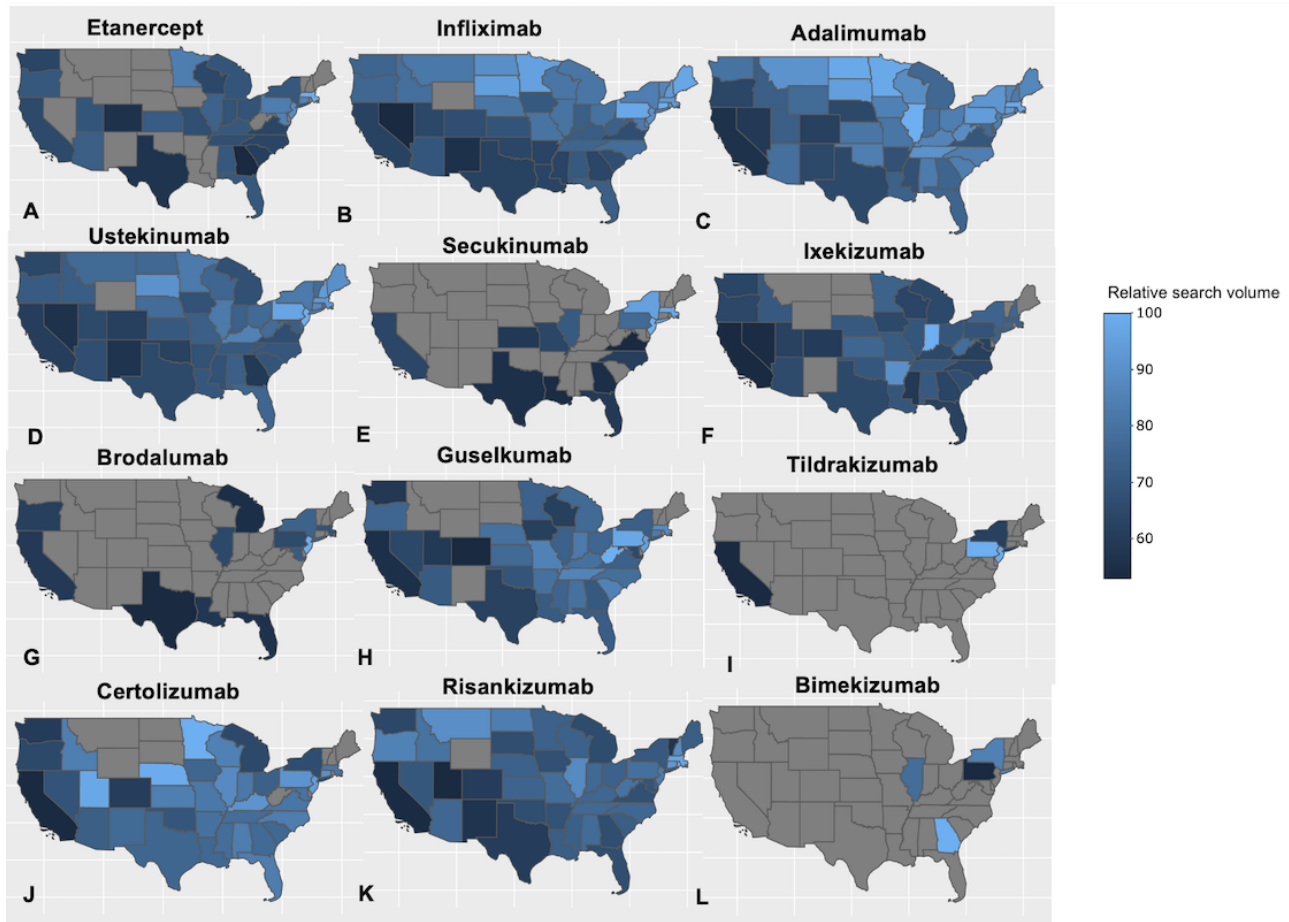 Etanercept
Infliximab
Adalimumab
A
B
C
Ustekinumab
Secukinumab
Ixekizumab
D
E
F
Brodalumab
Guselkumab
Tildrakizumab
G
H
I
Certolizumab
Risankizumab
Bimekizumab
J
K
L
Relative search volume
100
90
80
70
60